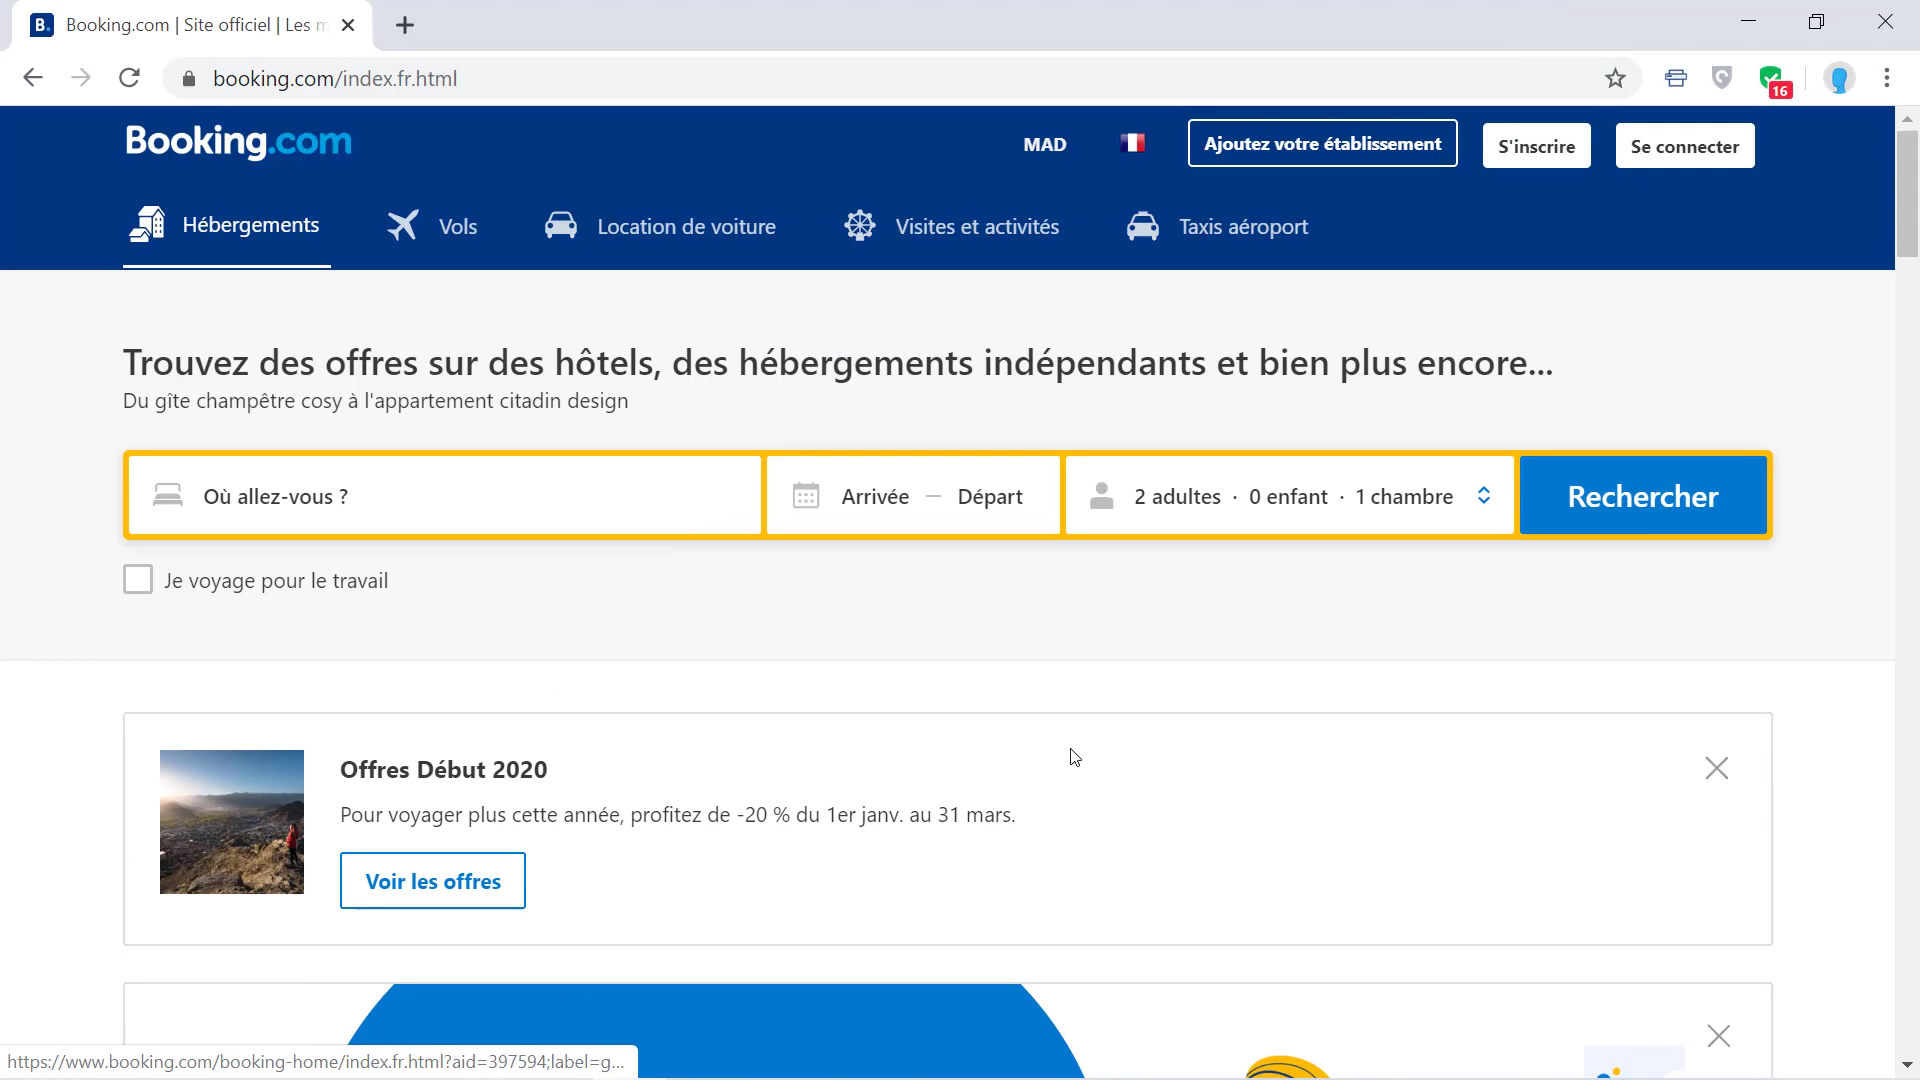 Booking.com | Site officiel | Les m
booking.com/index.fr.html
16
Booking.com
MAD
Ajoutez votre établissement
S'inscrire
Se connecter
Hébergements
Vols
Location de voiture
Visites et activités
Taxis aéroport
Trouvez des offres sur des hôtels, des hébergements indépendants et bien plus encore...
Du gîte champêtre cosy à l'appartement citadin design
Où allez-vous ?
Arrivée — Départ
2 adultes · 0 enfant · 1 chambre
Rechercher
Je voyage pour le travail
Offres Début 2020
Pour voyager plus cette année, profitez de -20 % du 1er janv. au 31 mars.
Voir les offres
https://www.booking.com/booking-home/index.fr.html?aid=397594;label=g...